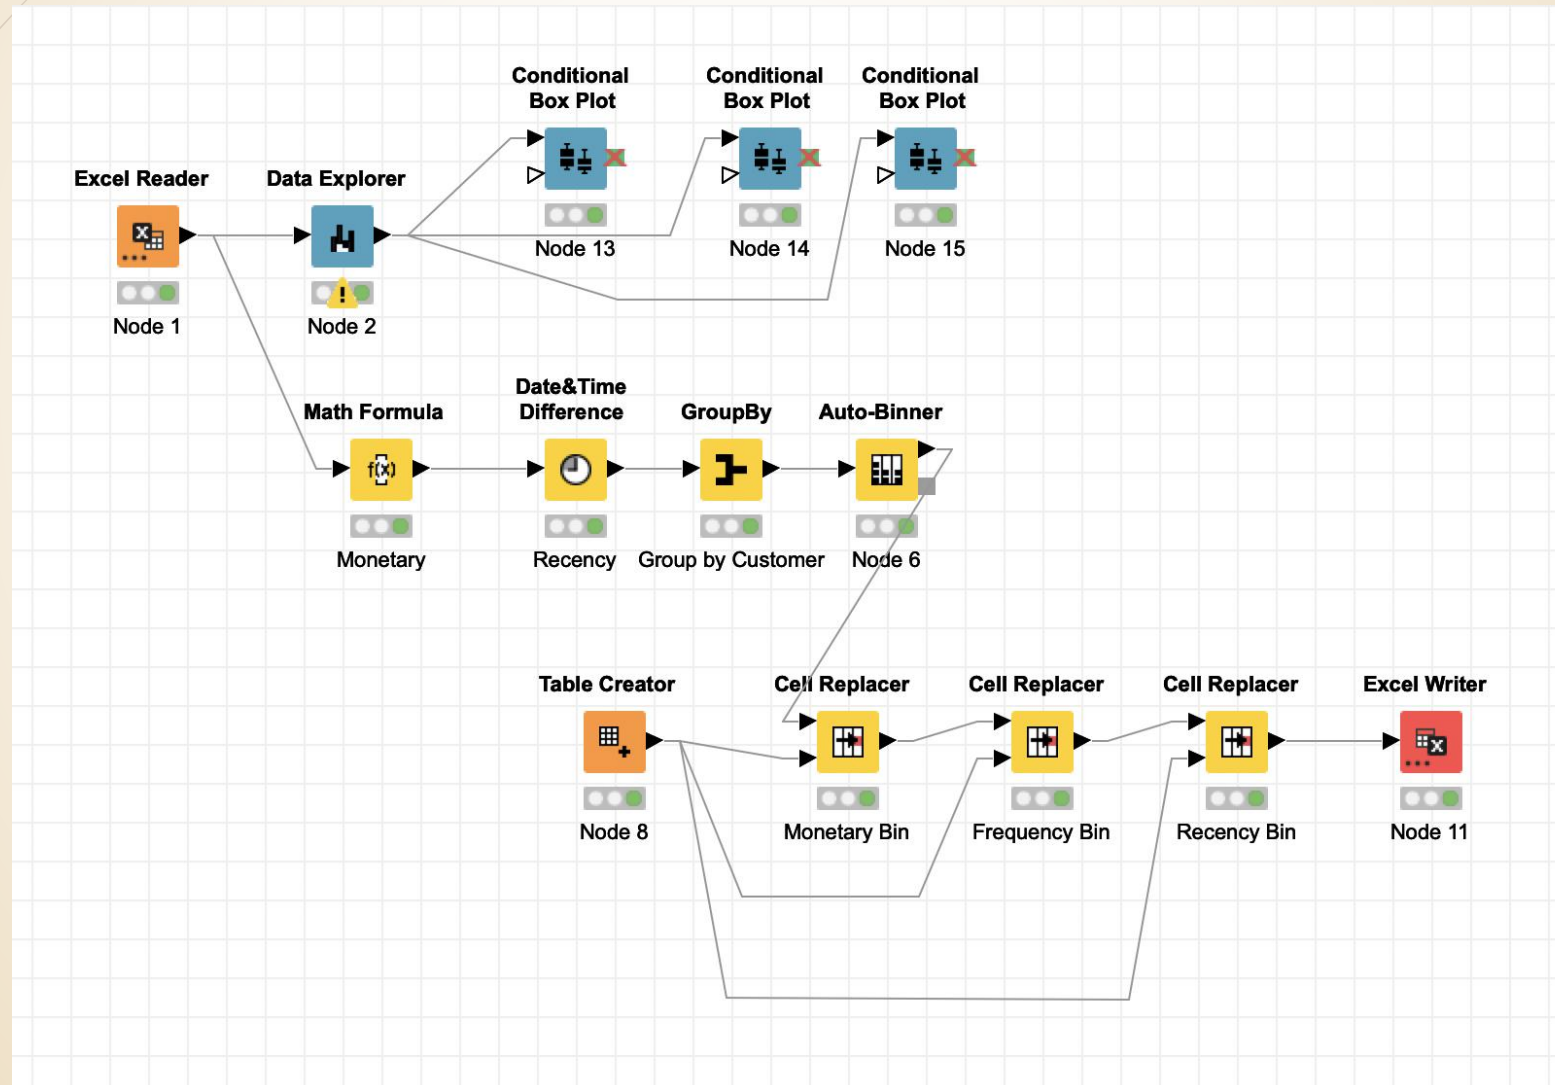 Conditional
Box Plot
Conditional
Box Plot
Conditional
Box Plot
Node 13
Node 14
Node 15
Excel Reader
Data Explorer
Node 1
Node 2
Math Formula
Date&Time
Difference
GroupBy
Auto-Binner
f(x)
Monetary
Recency
Group by Customer
Node 6
Table Creator
Cell Replacer
Cell Replacer
Cell Replacer
Excel Writer
Node 8
Monetary Bin
Frequency Bin
Recency Bin
Node 11